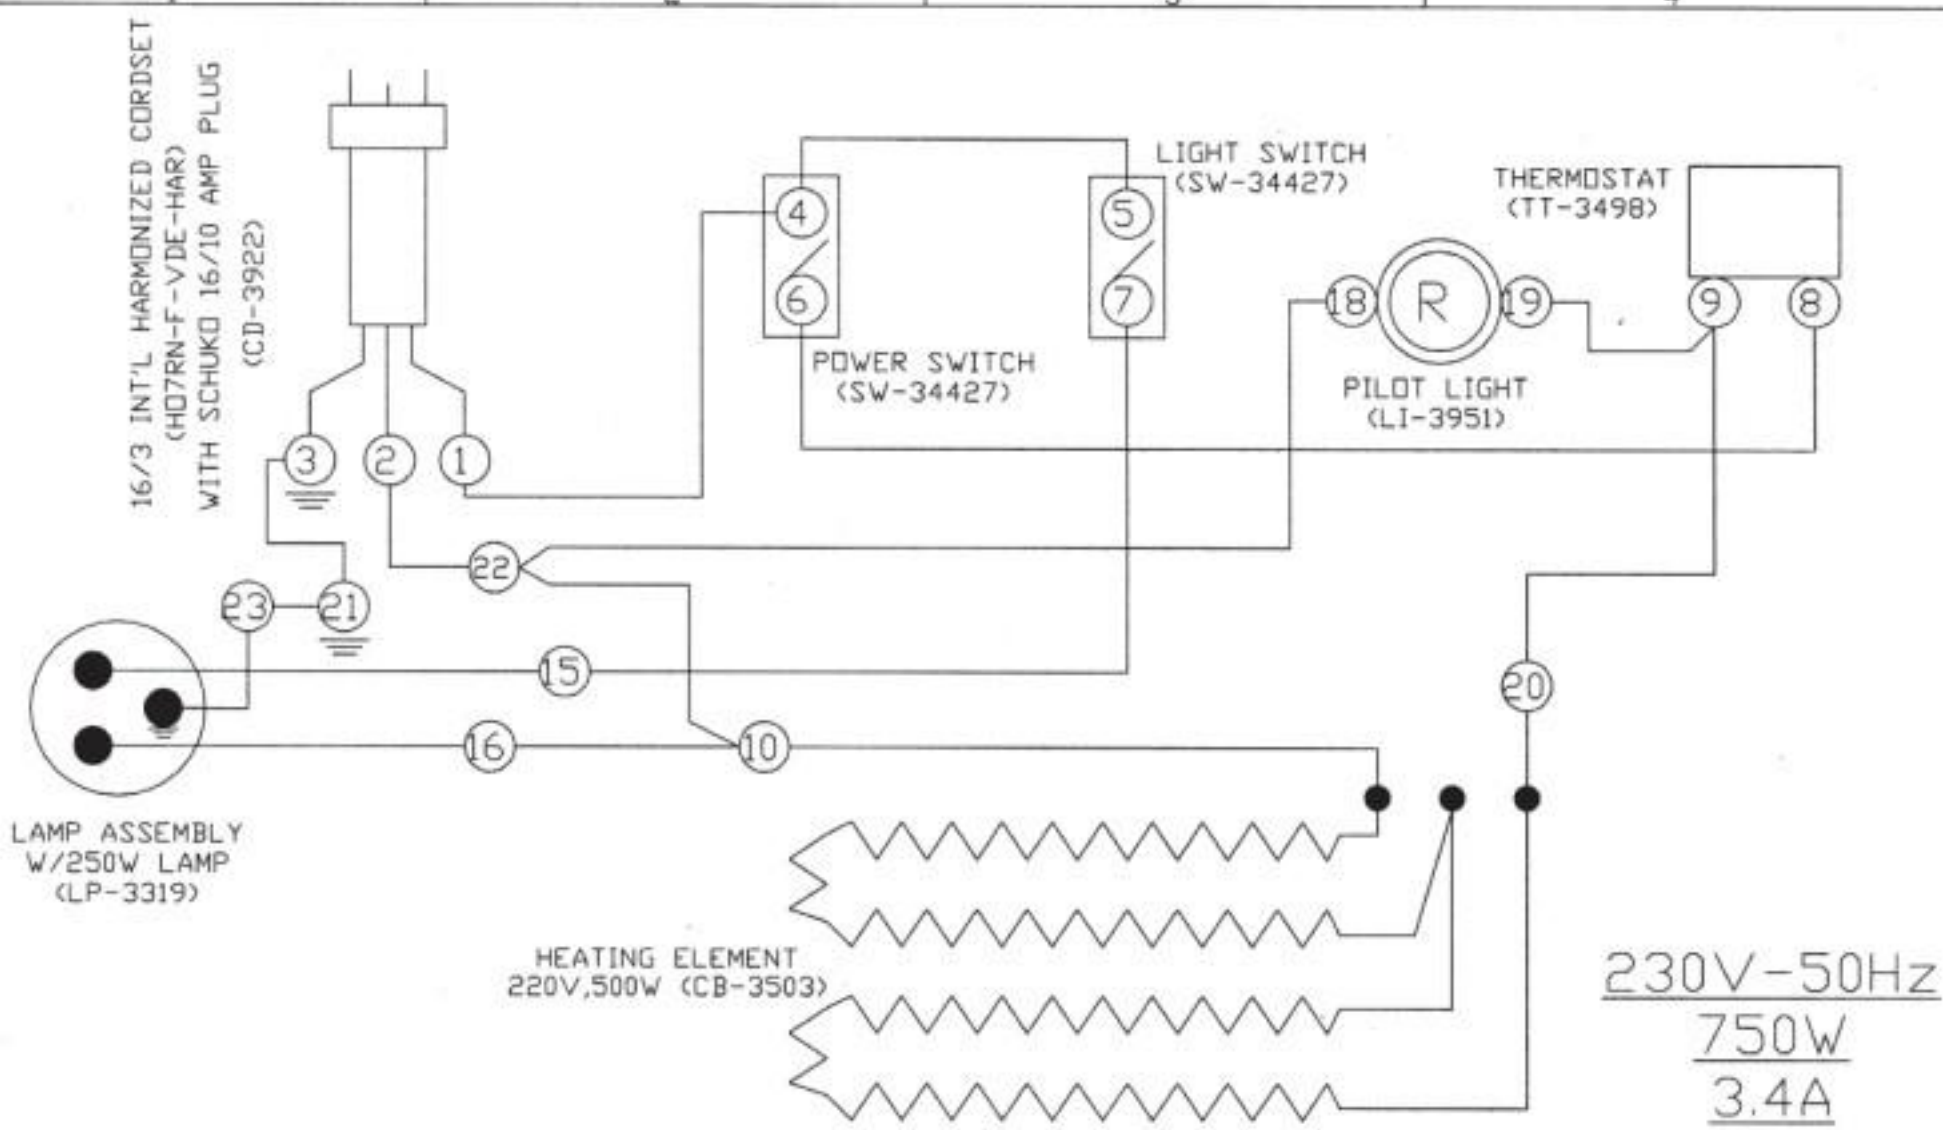 16/3 INT'L HARMONIZED CORDSET
(HO7RN-F-VDE-HAR)
WITH SCHUKO 16/10 AMP PLUG
(CD-3922)
LIGHT SWITCH
(SW-34427)
THERMOSTAT
(TT-3498)
4
5
6
7
18
R
19
9
8
POWER SWITCH
(SW-34427)
PILOT LIGHT
(LI-3951)
3
2
1
22
23
21
15
20
16
10
LAMP ASSEMBLY
W/250W LAMP
(LP-3319)
HEATING ELEMENT
220V,500W (CB-3503)
230V-50Hz
750W
3.4A